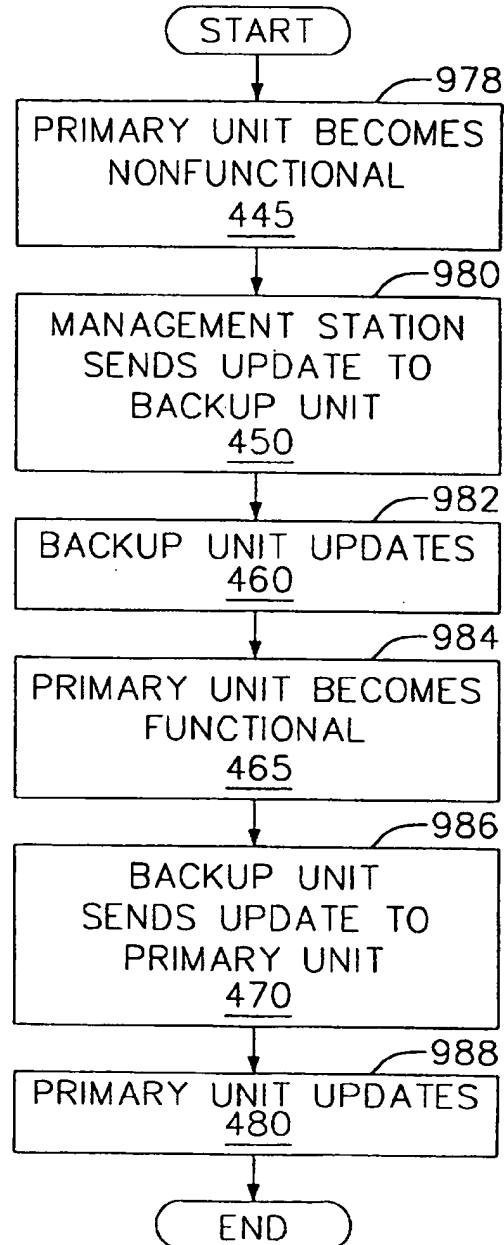 START
978
PRIMARY UNIT BECOMES
NONFUNCTIONAL
445
980
MANAGEMENT STATION
SENDS UPDATE TO
BACKUP UNIT
450
982
BACKUP UNIT UPDATES
460
984
PRIMARY UNIT BECOMES
FUNCTIONAL
465
986
BACKUP UNIT
SENDS UPDATE TO
PRIMARY UNIT
470
988
PRIMARY UNIT UPDATES
480
END